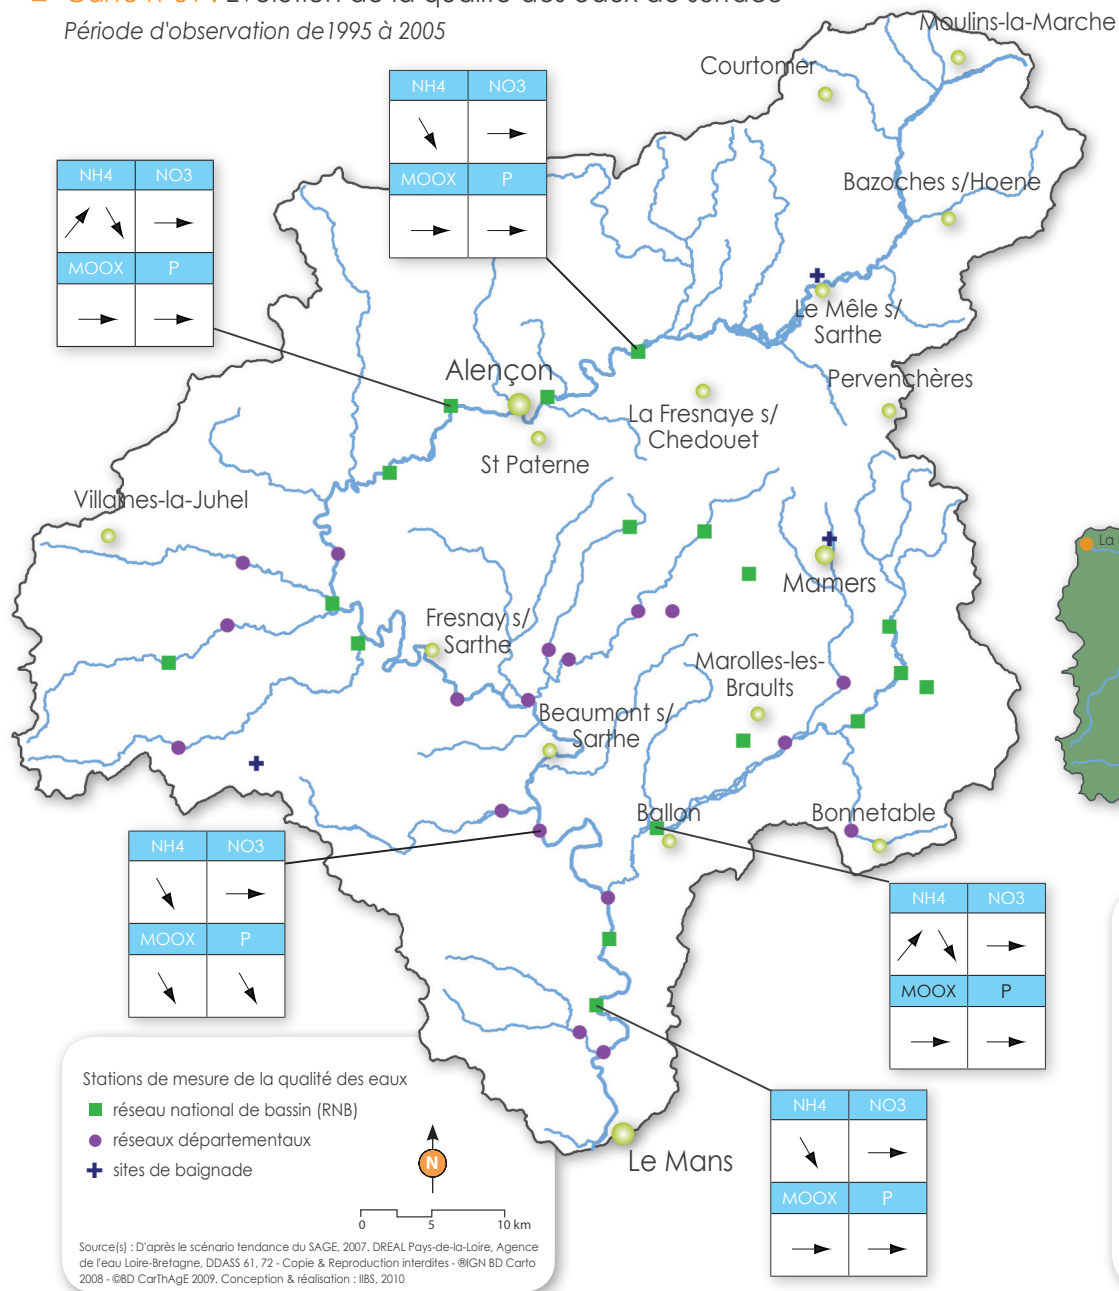 Période d'observation de1995 à 2005
Moulins-la-Marche
Courtomer
NH4 NO3
MOOX P
Bazoches s/Hoene
NH4 NO3
MOOX P
Le Mêle s/
Sarthe
Alençon
Pervenchères
La Fresnaye s/
Chedouet
St Paterne
Villaines-la-Juhel
La
Mamers
Fresnay s/
Sarthe
Marolles-les-
Braults
Beaumont s/
Sarthe
Ballon
Bonnetable
NH4 NO3
MOOX P
NH4 NO3
MOOX P
Stations de mesure de la qualité des eaux
réseau national de bassin (RNB)
réseaux départementaux
sites de baignade
N
0 5 10 km
Le Mans
NH4 NO3
MOOX P
Source(s) : D'après le scénario tendance du SAGE, 2007. DREAL Pays-de-la-Loire, Agence
de l'eau Loire-Bretagne, DDASS 61, 72 - Copie & Reproduction interdites - ®IGN BD Carto
2008 - ©BD CarThAgE 2009. Conception & réalisation : IIBS, 2010